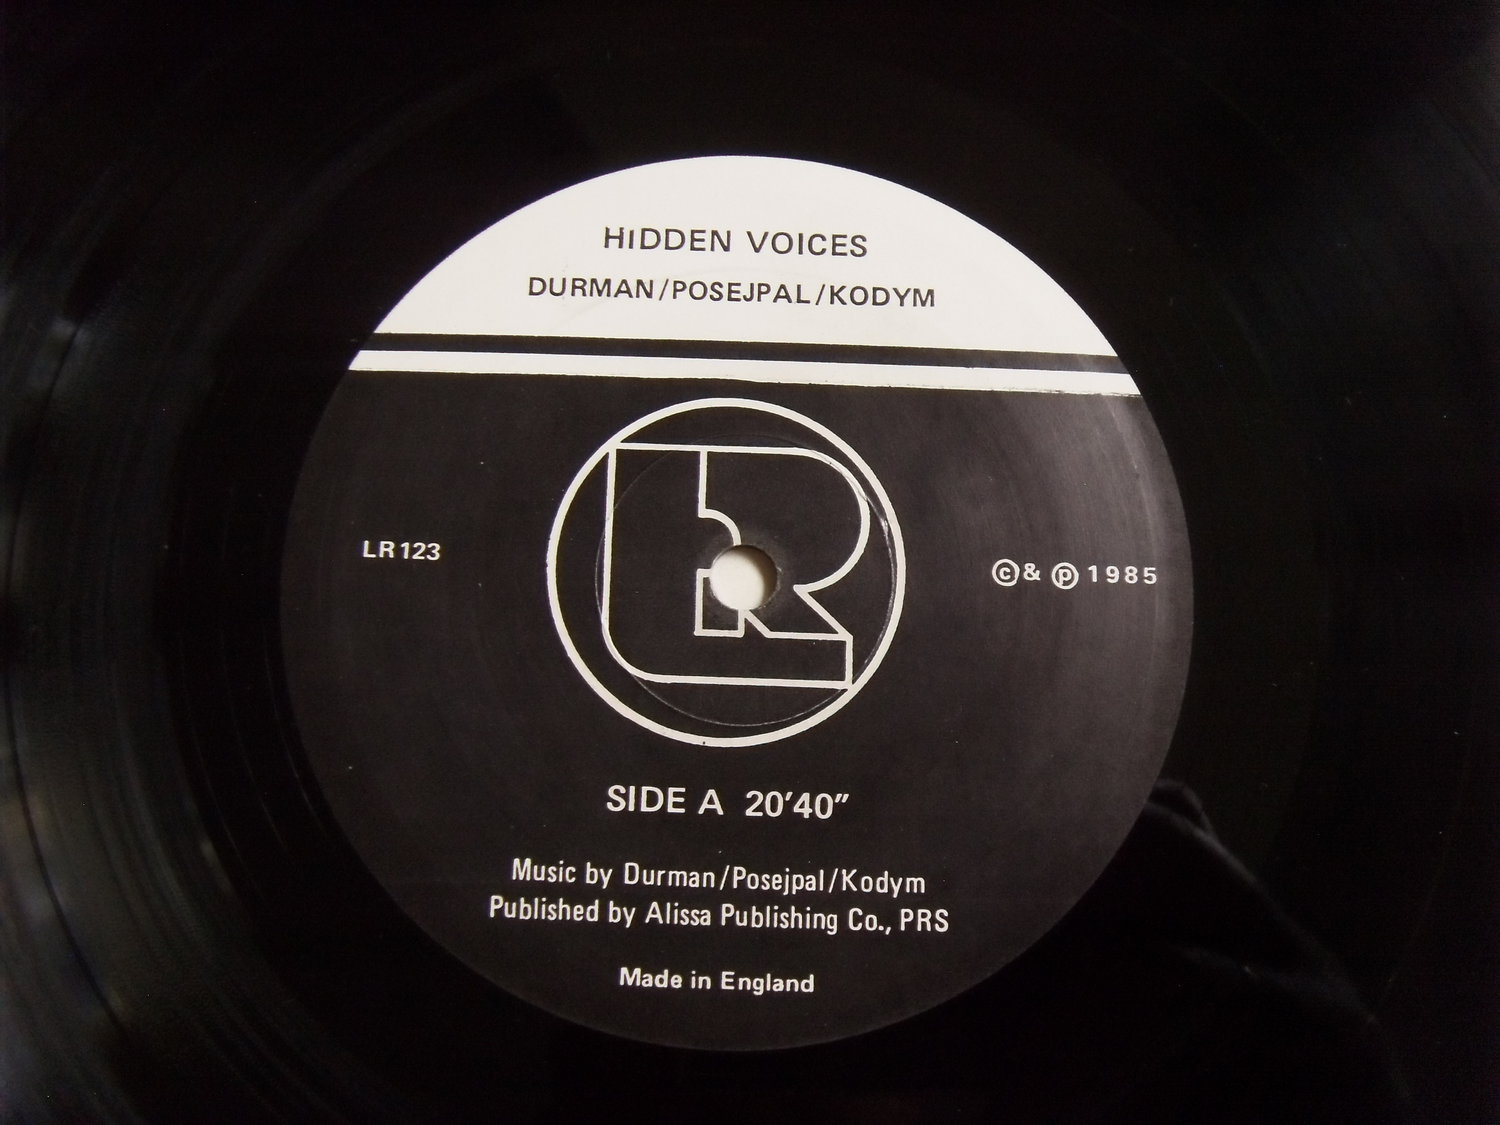 HIDDEN VOICES
DURMAN/POSEJPAL/KODYM
LR
LR123
©& ℗ 1985
SIDE A 20'40"
Music by Durman/Posejpal/Kodym
Published by Alissa Publishing Co., PRS
Made in England